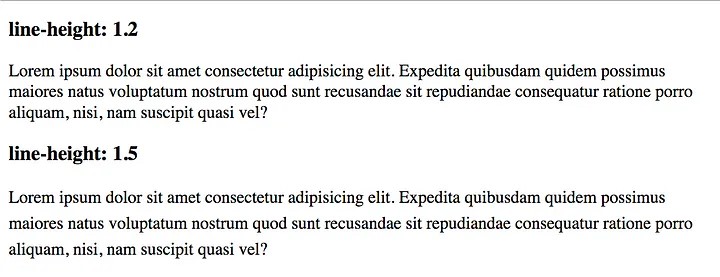 line-height: 1.2
Lorem ipsum dolor sit amet consectetur adipisicing elit. Expedita quibusdam quidem possimus
maiores natus voluptatum nostrum quod sunt recusandae sit repudiandae consequatur ratione porro
aliquam, nisi, nam suscipit quasi vel?
line-height: 1.5
Lorem ipsum dolor sit amet consectetur adipisicing elit. Expedita quibusdam quidem possimus
maiores natus voluptatum nostrum quod sunt recusandae sit repudiandae consequatur ratione porro
aliquam, nisi, nam suscipit quasi vel?